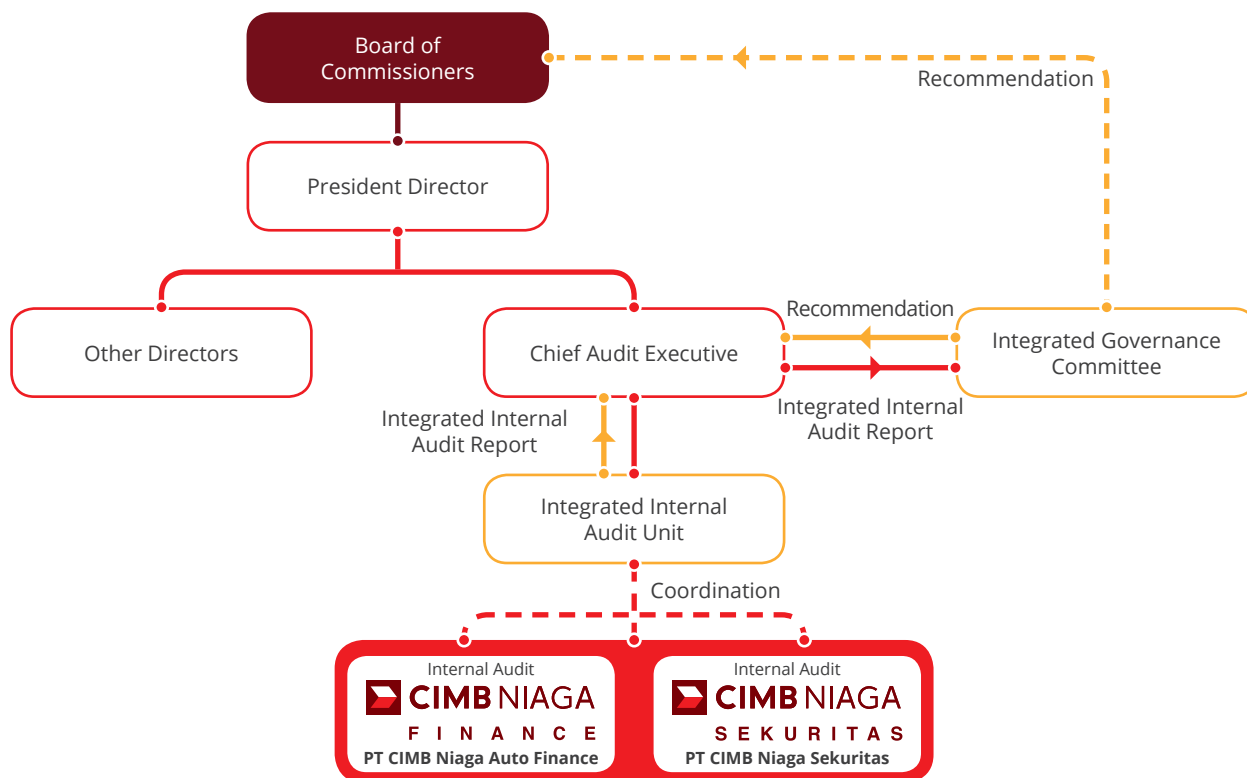 Board of
Commissioners
Recommendation
President Director
Other Directors
Chief Audit Executive
Recommendation
Integrated Internal
Audit Report
Integrated Governance
Committee
Integrated Internal
Audit Report
Integrated Internal
Audit Unit
Coordination
Internal Audit
CIMB NIAGA
FINANCE
PT CIMB Niaga Auto Finance
Internal Audit
CIMB NIAGA
SEKURITAS
PT CIMB Niaga Sekuritas